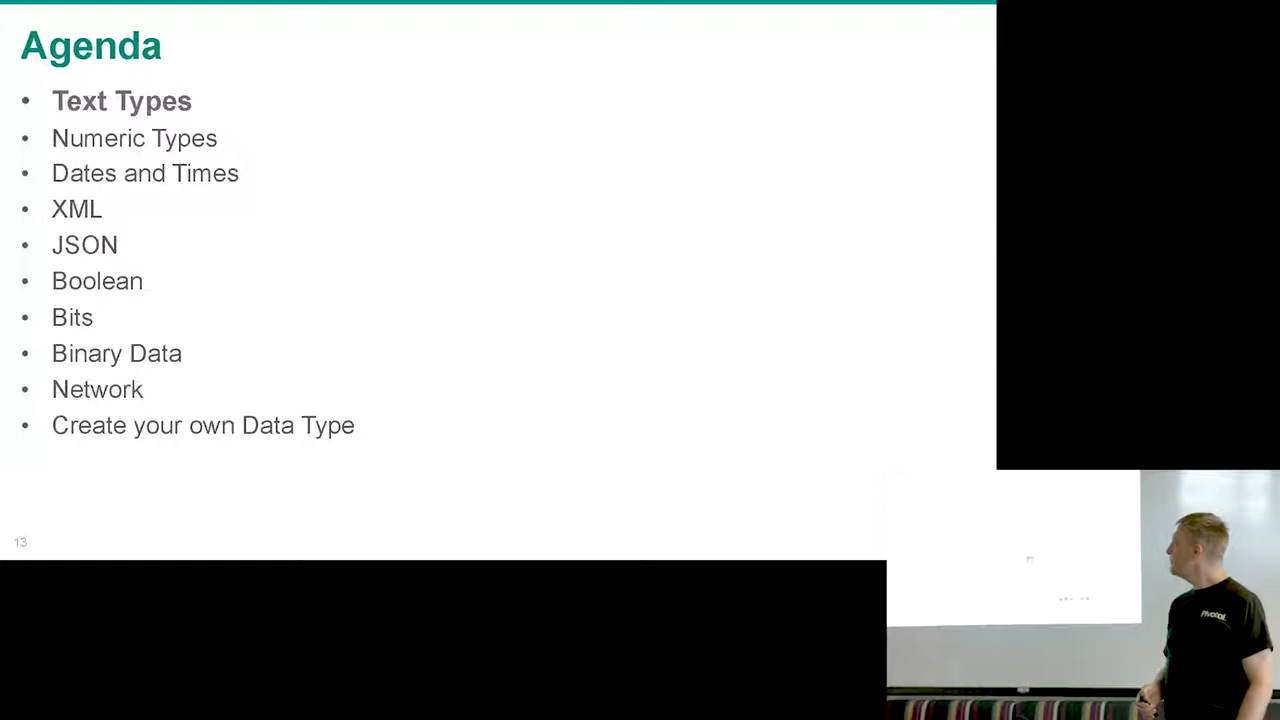 Agenda
• Text Types
• Numeric Types
• Dates and Times
• XML
• JSON
• Boolean
• Bits
• Binary Data
• Network
• Create your own Data Type
13
Pivotal